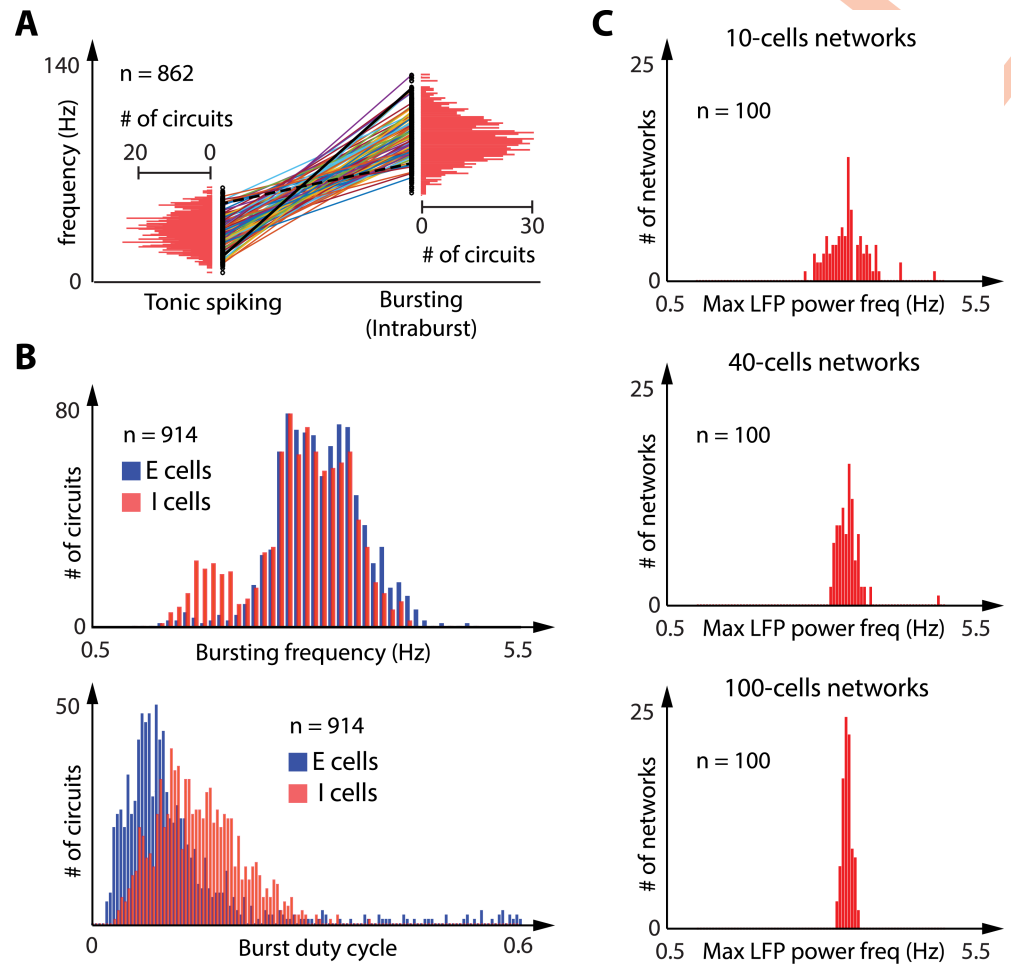 A
140
n = 862
# of circuits
20 0
frequency (Hz)
0
0 30
# of circuits
Tonic spiking
Bursting
(Intraburst)
B
80
n = 914
E cells
I cells
# of circuits
0
0.5 Bursting frequency (Hz) 5.5
50
n = 914
E cells
I cells
# of circuits
0 Burst duty cycle 0.6
C
10-cells networks
25
n = 100
# of networks
0
0.5 Max LFP power freq (Hz) 5.5
40-cells networks
25
n = 100
# of networks
0
0.5 Max LFP power freq (Hz) 5.5
100-cells networks
25
n = 100
# of networks
0
0.5 Max LFP power freq (Hz) 5.5